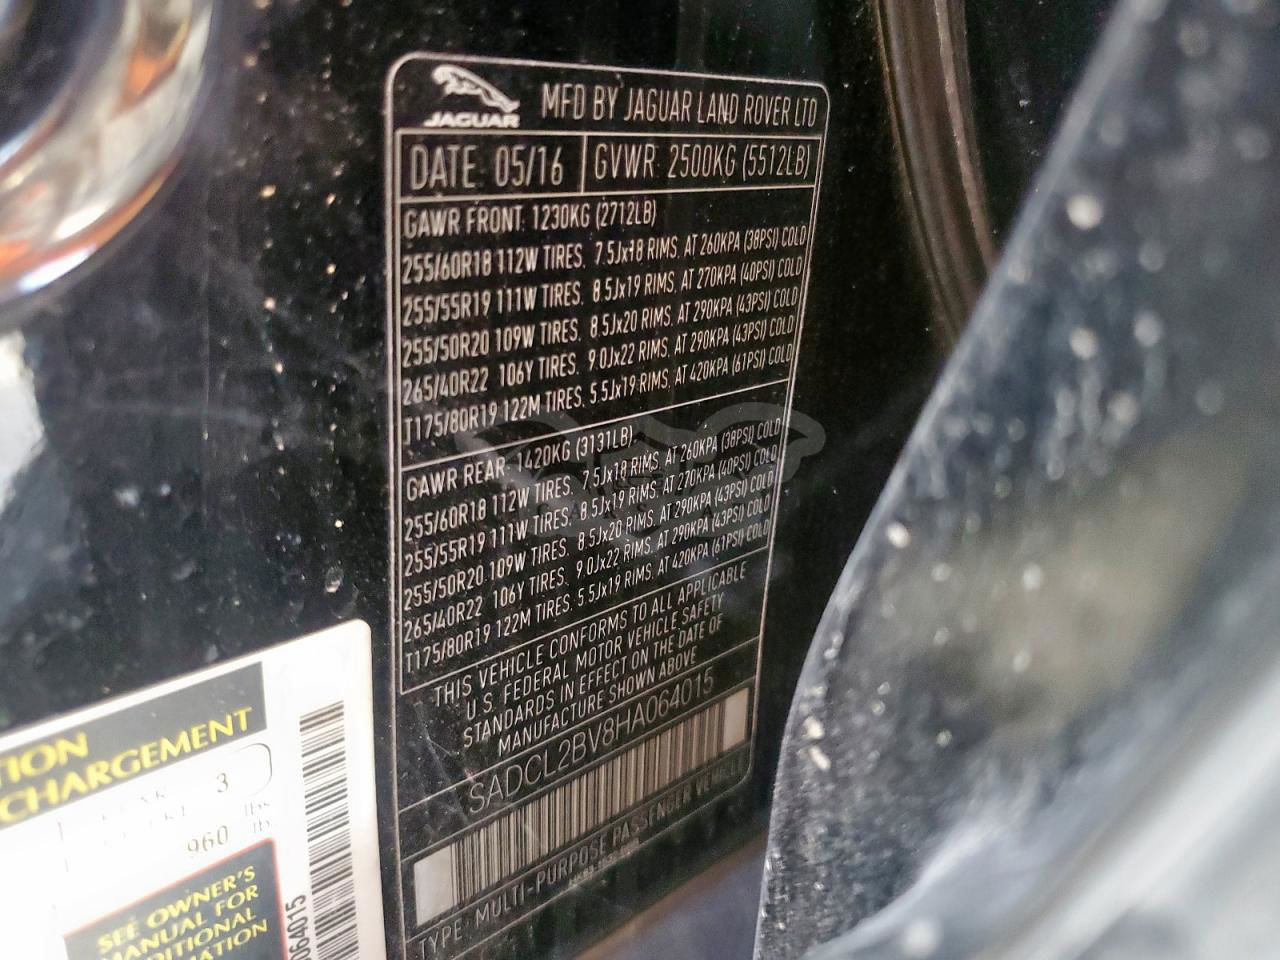 JAGUAR
MFD BY JAGUAR LAND ROVER LTD
DATE: 05/16
GVWR: 2500KG (5512LB)
GAWR FRONT: 1230KG (2712LB)
255/60R18 112W TIRES, 7.5Jx18 RIMS, AT 260KPA (38PSI) COLD
255/55R19 111W TIRES, 8.5Jx19 RIMS, AT 270KPA (40PSI) COLD
255/50R20 109W TIRES, 8.5Jx20 RIMS, AT 290KPA (43PSI) COLD
265/40R22 106Y TIRES, 9.0Jx22 RIMS, AT 290KPA (43PSI) COLD
T175/80R19 122M TIRES, 5.5Jx19 RIMS, AT 420KPA (61PSI) COLD
GAWR REAR: 1420KG (3131LB)
255/60R18 112W TIRES, 7.5Jx18 RIMS, AT 260KPA (38PSI) COLD
255/55R19 111W TIRES, 8.5Jx19 RIMS, AT 270KPA (40PSI) COLD
255/50R20 109W TIRES, 8.5Jx20 RIMS, AT 290KPA (43PSI) COLD
265/40R22 106Y TIRES, 9.0Jx22 RIMS, AT 290KPA (43PSI) COLD
T175/80R19 122M TIRES, 5.5Jx19 RIMS, AT 420KPA (61PSI) COLD
THIS VEHICLE CONFORMS TO ALL APPLICABLE
U.S. FEDERAL MOTOR VEHICLE SAFETY
STANDARDS IN EFFECT ON THE DATE OF
MANUFACTURE SHOWN ABOVE
SADCL2BV8HA064015
TYPE: MULTI-PURPOSE PASSENGER VEHICLE
TION
CHARGEMENT
3
960 lbs
SEE OWNER'S
MANUAL FOR
DITIONAL
MATION
064015